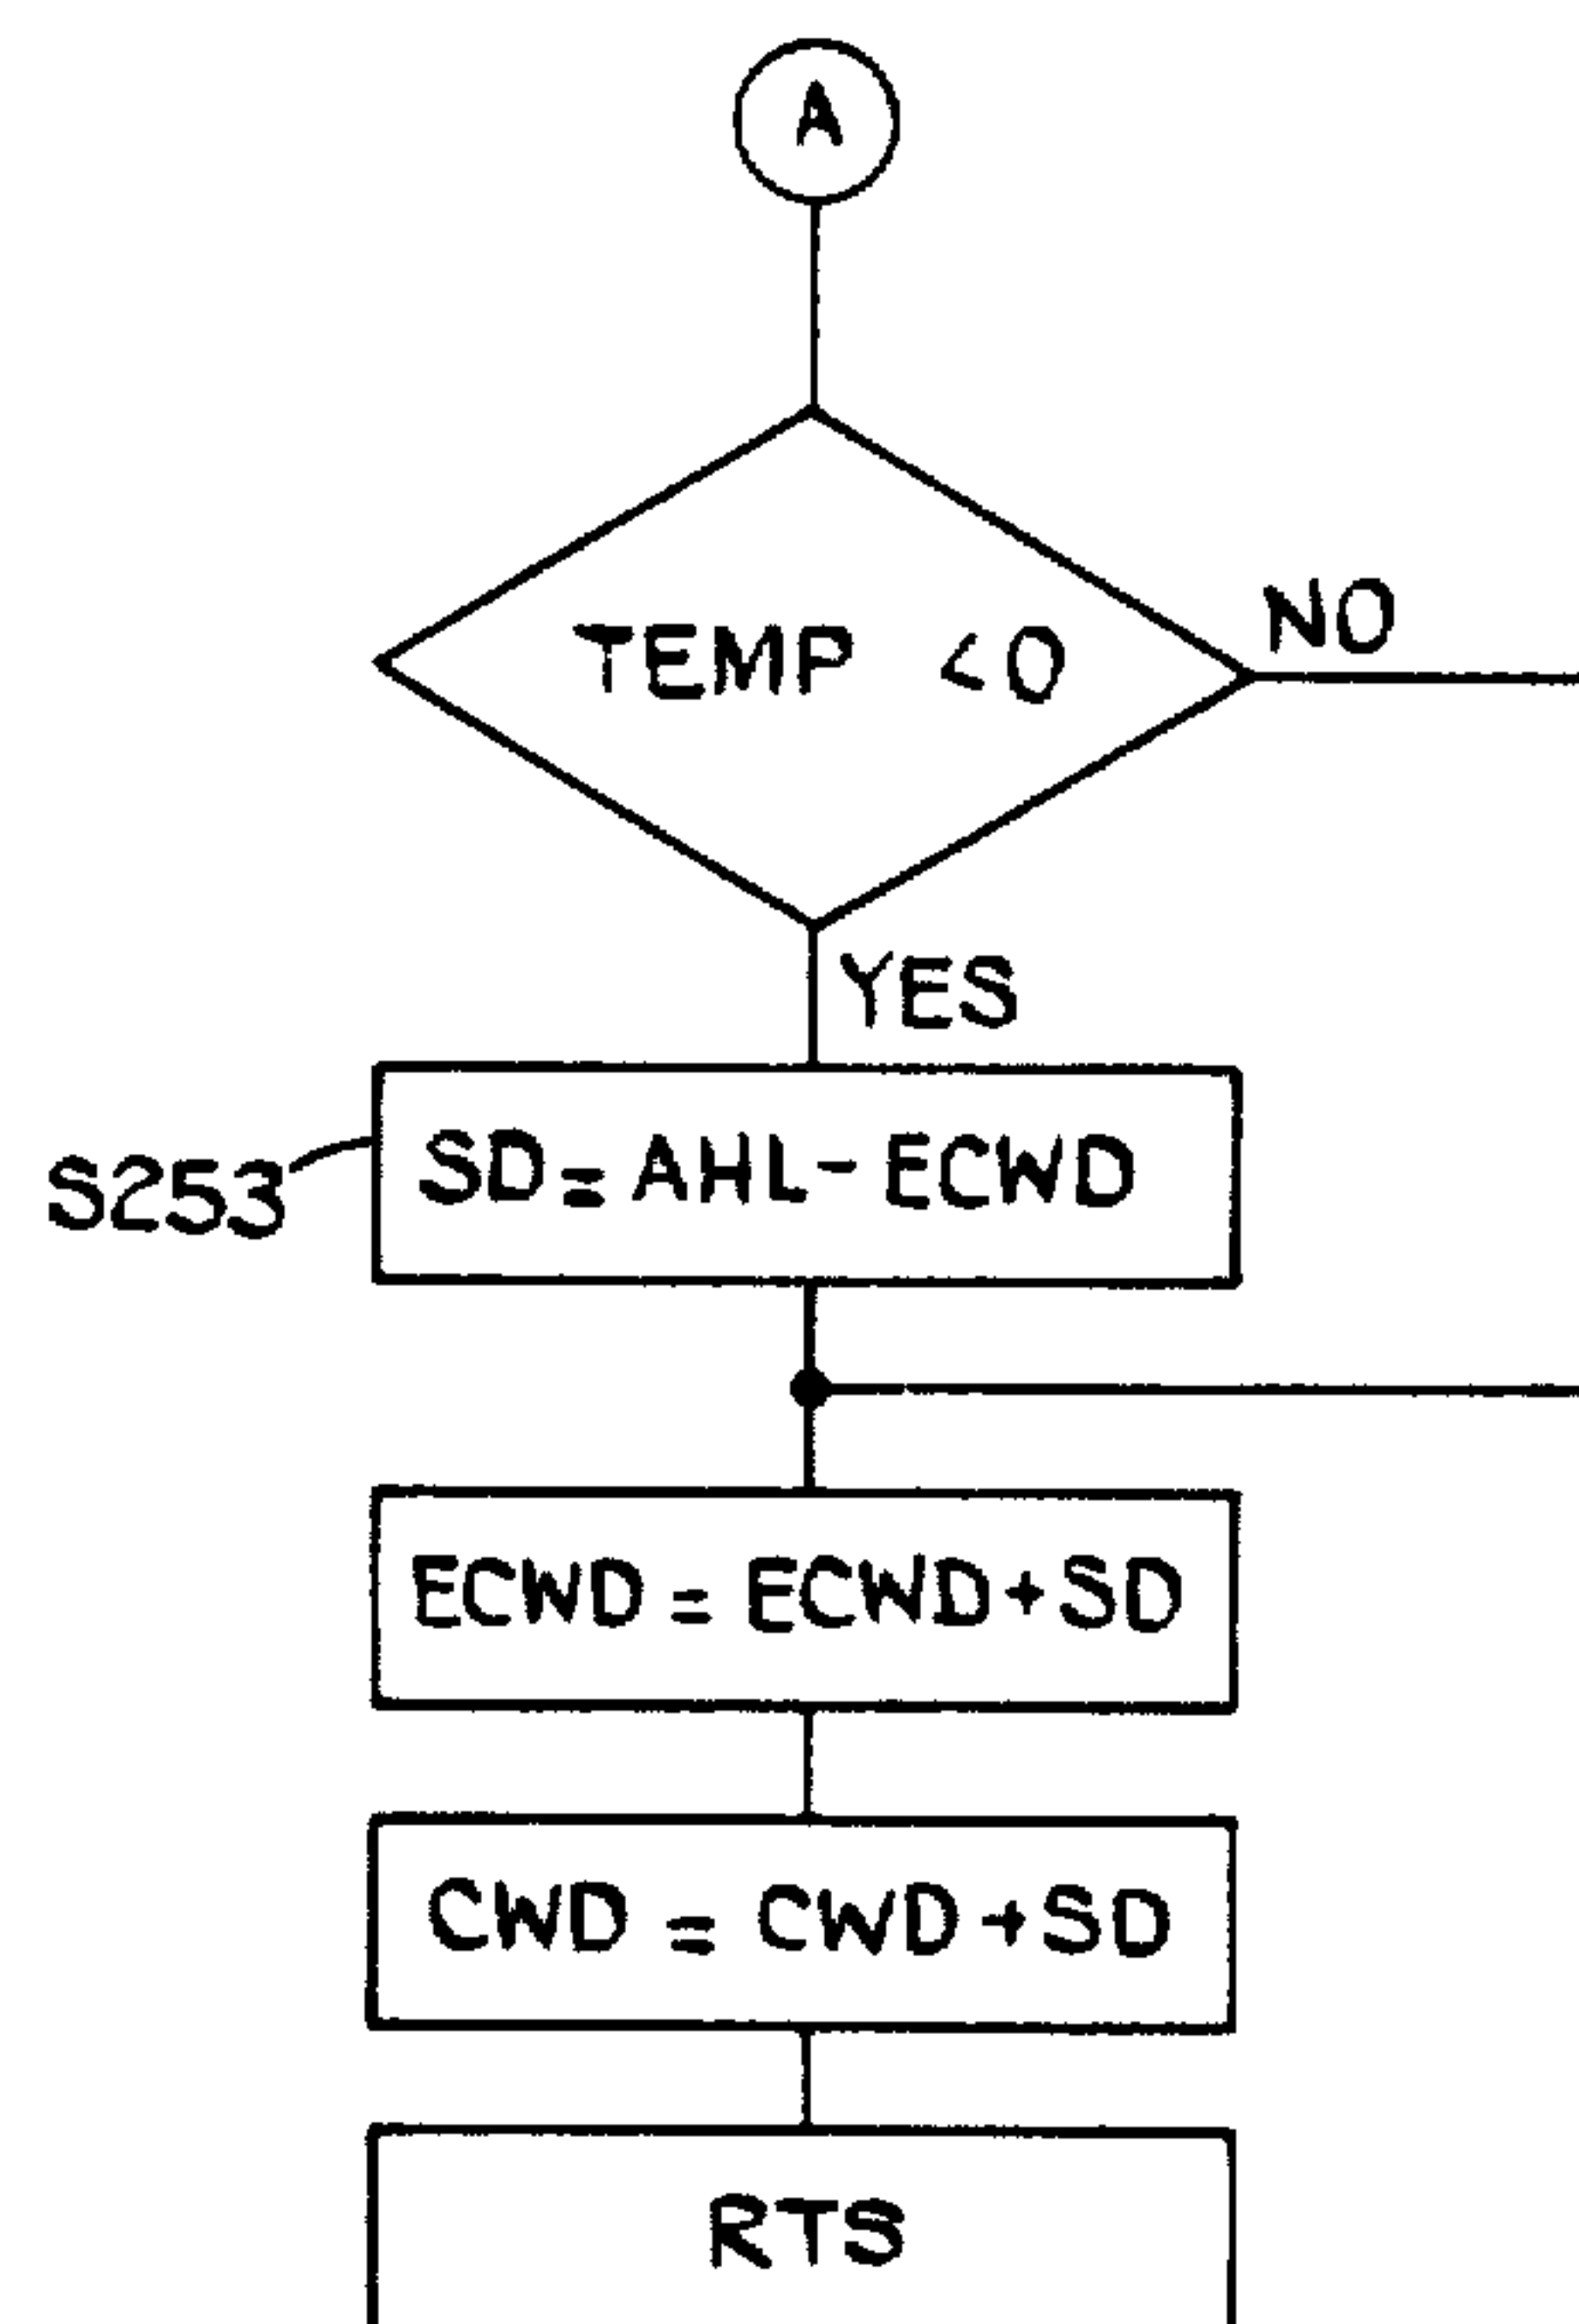 A
TEMP <0
NO
YES
S253
SD=AHL-ECWD
ECWD=ECWD+SD
CWD = CWD+SD
RTS